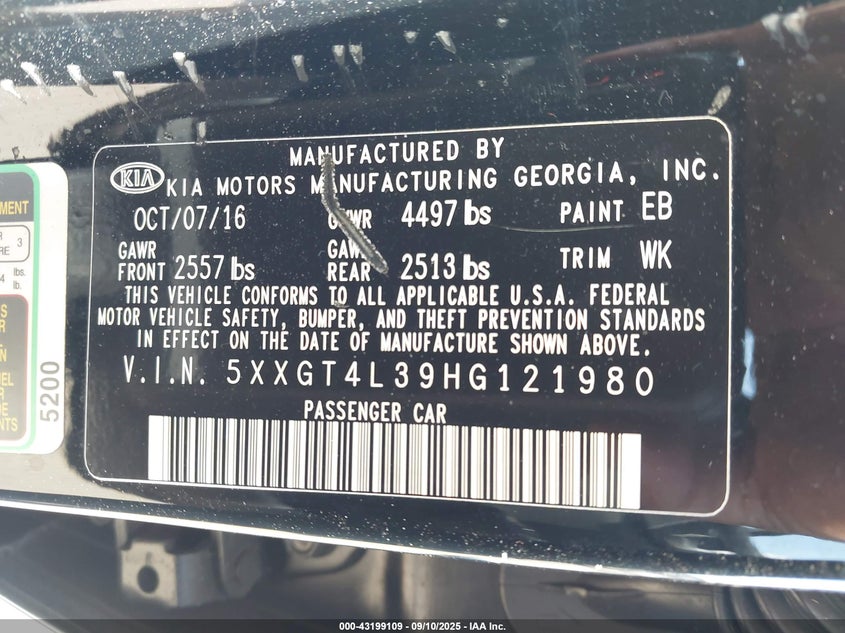 MANUFACTURED BY
KIA KIA MOTORS MANUFACTURING GEORGIA, INC.
OCT/07/16 GVWR 4497 lbs PAINT EB
GAWR FRONT 2557 lbs GAWR REAR 2513 lbs TRIM WK
THIS VEHICLE CONFORMS TO ALL APPLICABLE U.S.A. FEDERAL
MOTOR VEHICLE SAFETY, BUMPER, AND THEFT PREVENTION STANDARDS
IN EFFECT ON THE DATE OF MANUFACTURE SHOWN ABOVE.
V.I.N. 5XXGT4L39HG121980
PASSENGER CAR
3
lbs.
lb.
5200
000-43199109 - 09/10/2025 - IAA Inc.